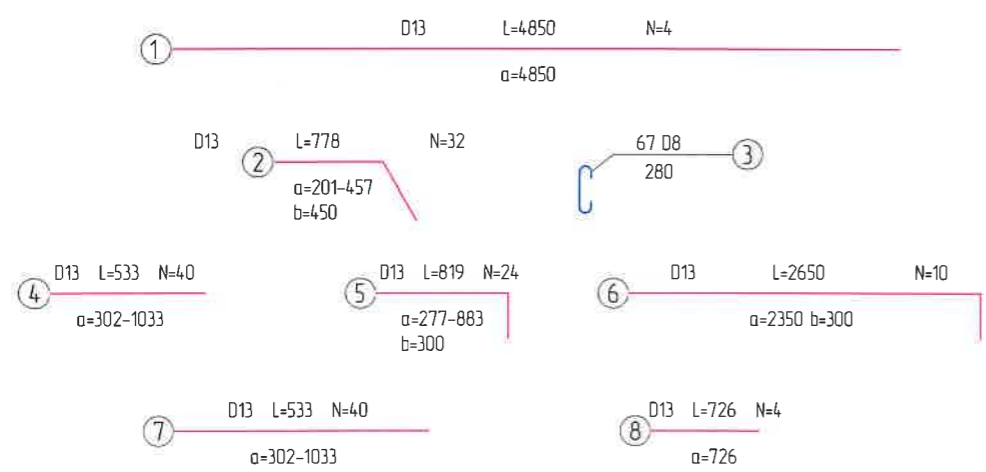 D13 L=4850 N=4
1
a=4850
D13 L=778 N=32
2
a=201-457
b=450
67 D8
3
280
D13 L=533 N=40
4
a=302-1033
D13 L=819 N=24
5
a=277-883
b=300
D13 L=2650 N=10
6
a=2350 b=300
D13 L=533 N=40
7
a=302-1033
D13 L=726 N=4
8
a=726